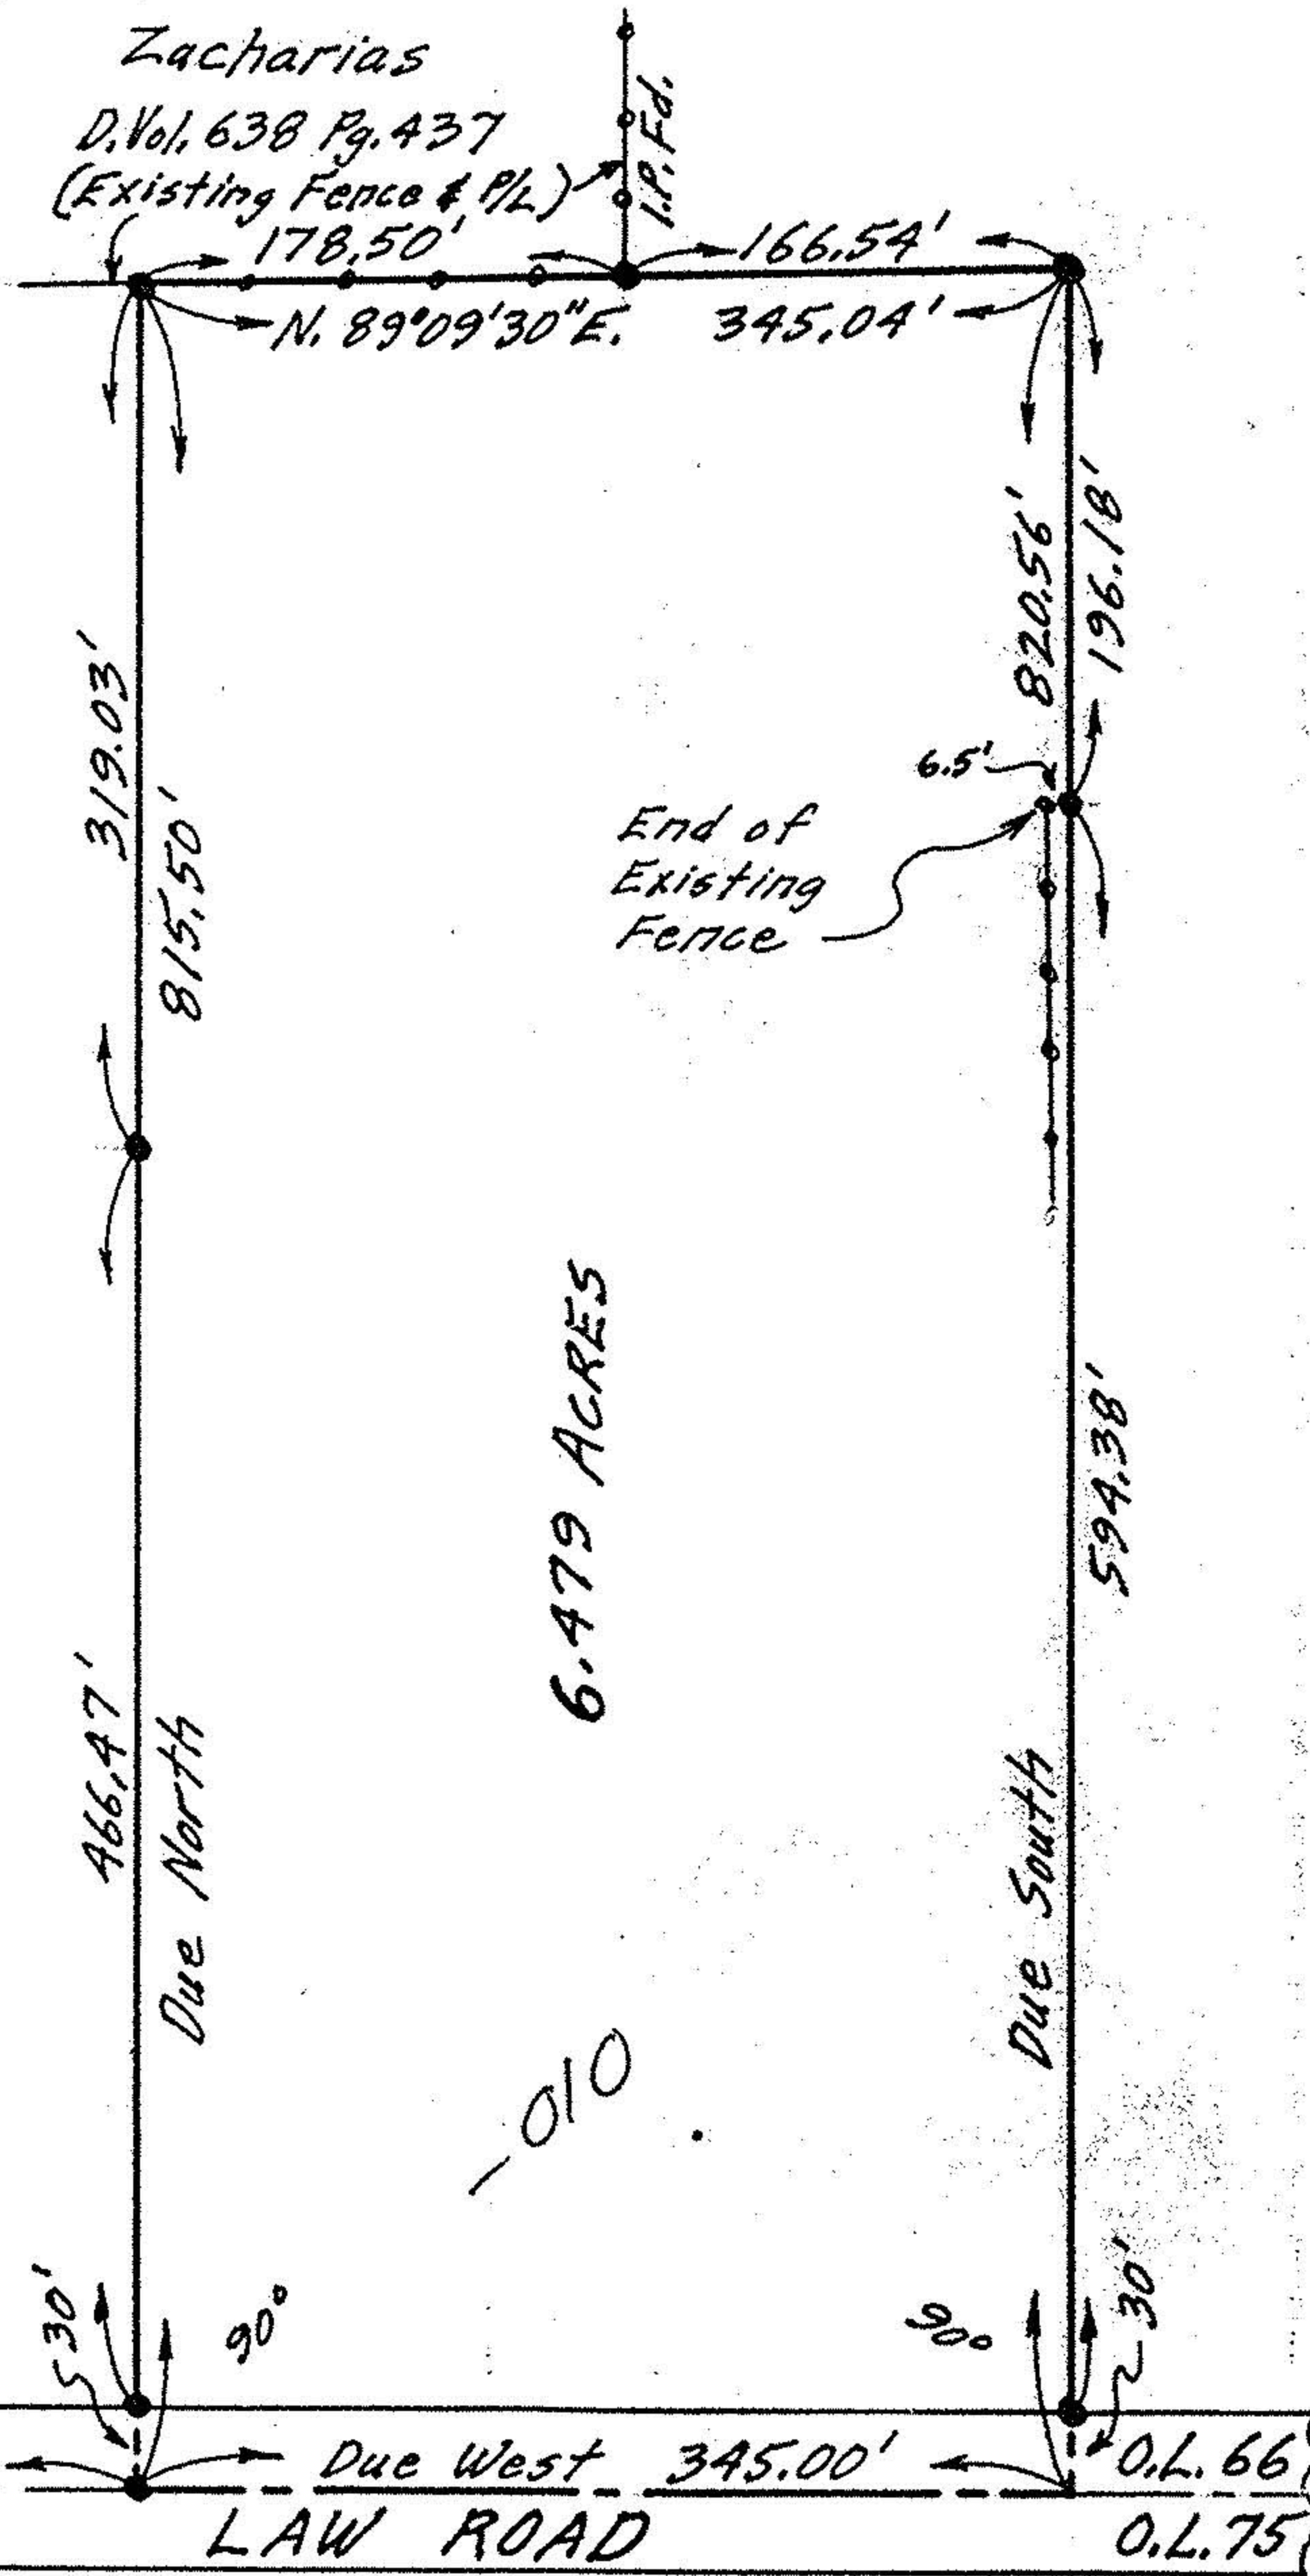 Zacharias
D.Vol. 638 Pg. 437
(Existing Fence & P/L)
I.P. Fd.
178.50'
166.54'
N. 89°09'30"E. 345.04'
319.03'
815.50'
820.56'
196.18'
6.5'
End of
Existing
Fence
6.479 ACRES
594.38'
466.47'
Due North
Due South
-010
30'
90°
90°
30'
Due West 345.00'
O.L. 66
LAW ROAD
O.L. 75